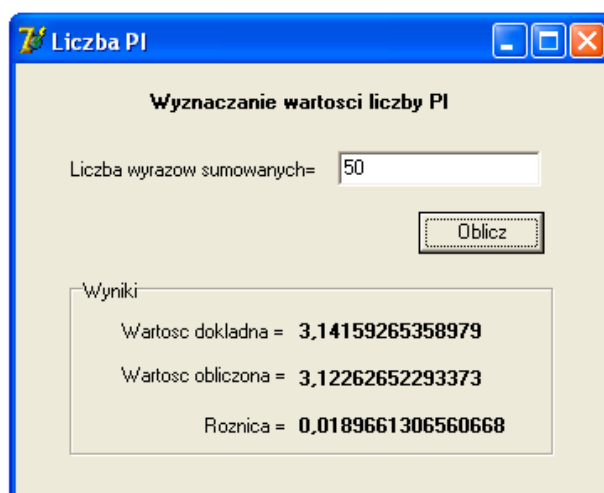 Liczba PI
Wyznaczanie wartosci liczby PI
Liczba wyrazow sumowanych= 50
Oblicz
Wyniki
Wartosc dokladna = 3,14159265358979
Wartosc obliczona = 3,12262652293373
Roznica = 0,0189661306560668